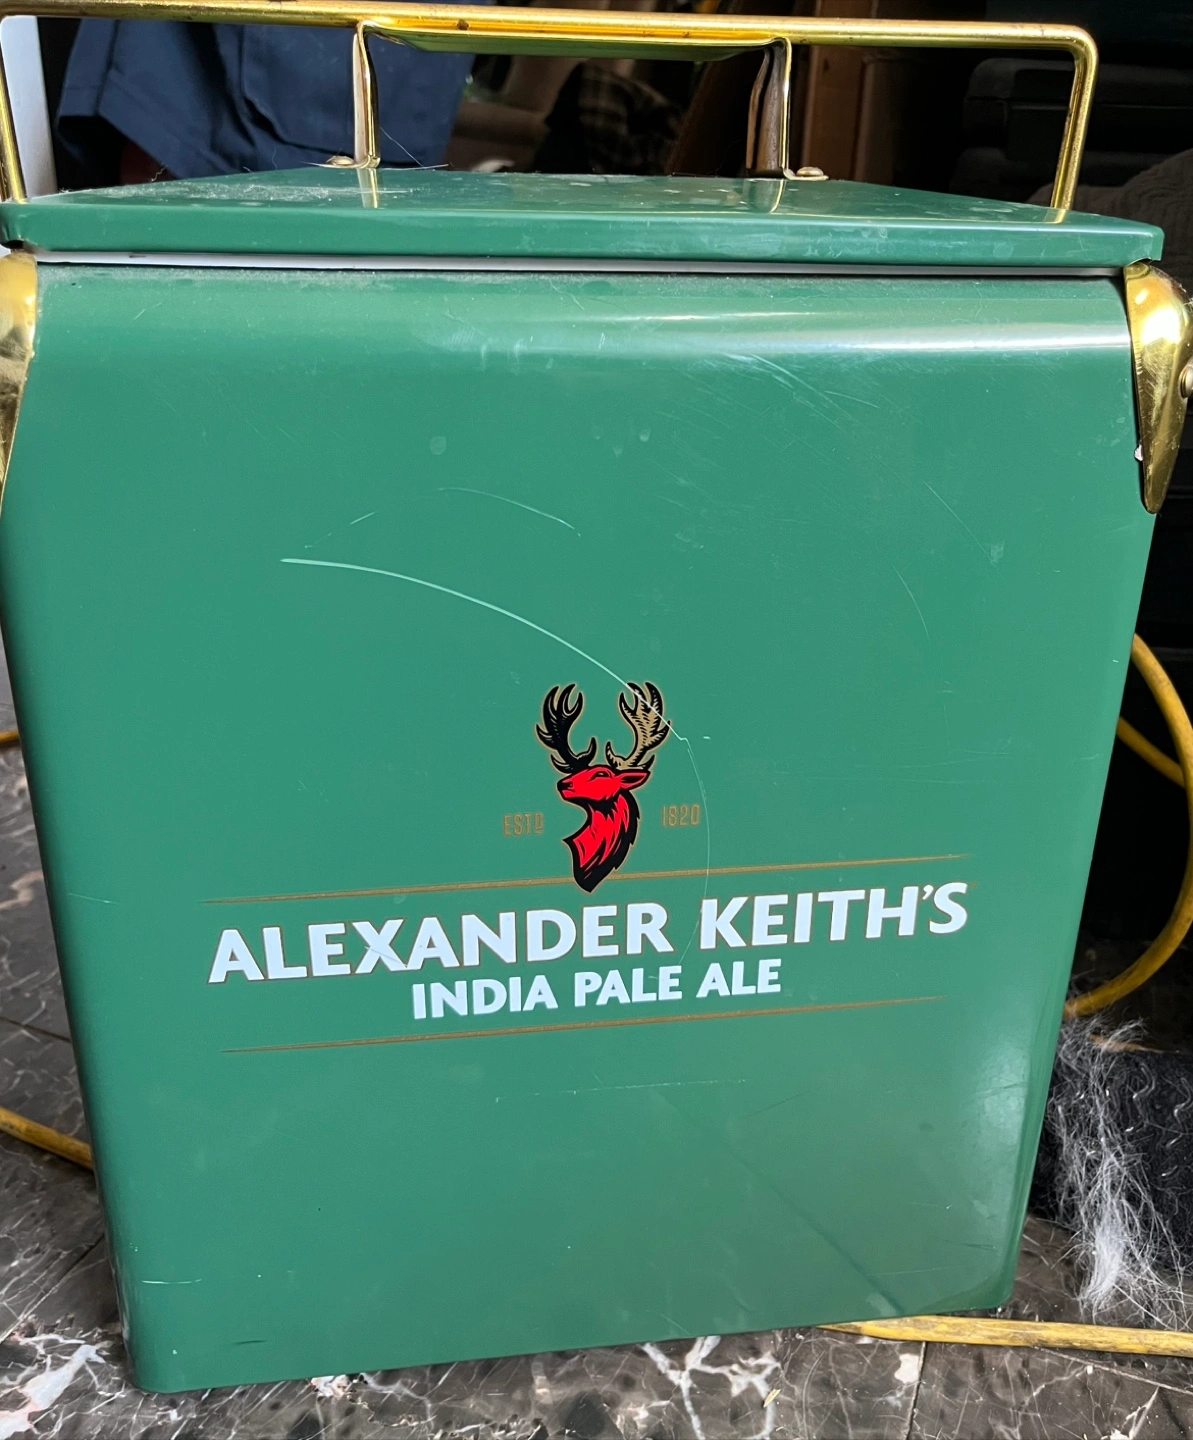 ESTD 1820
ALEXANDER KEITH'S
INDIA PALE ALE